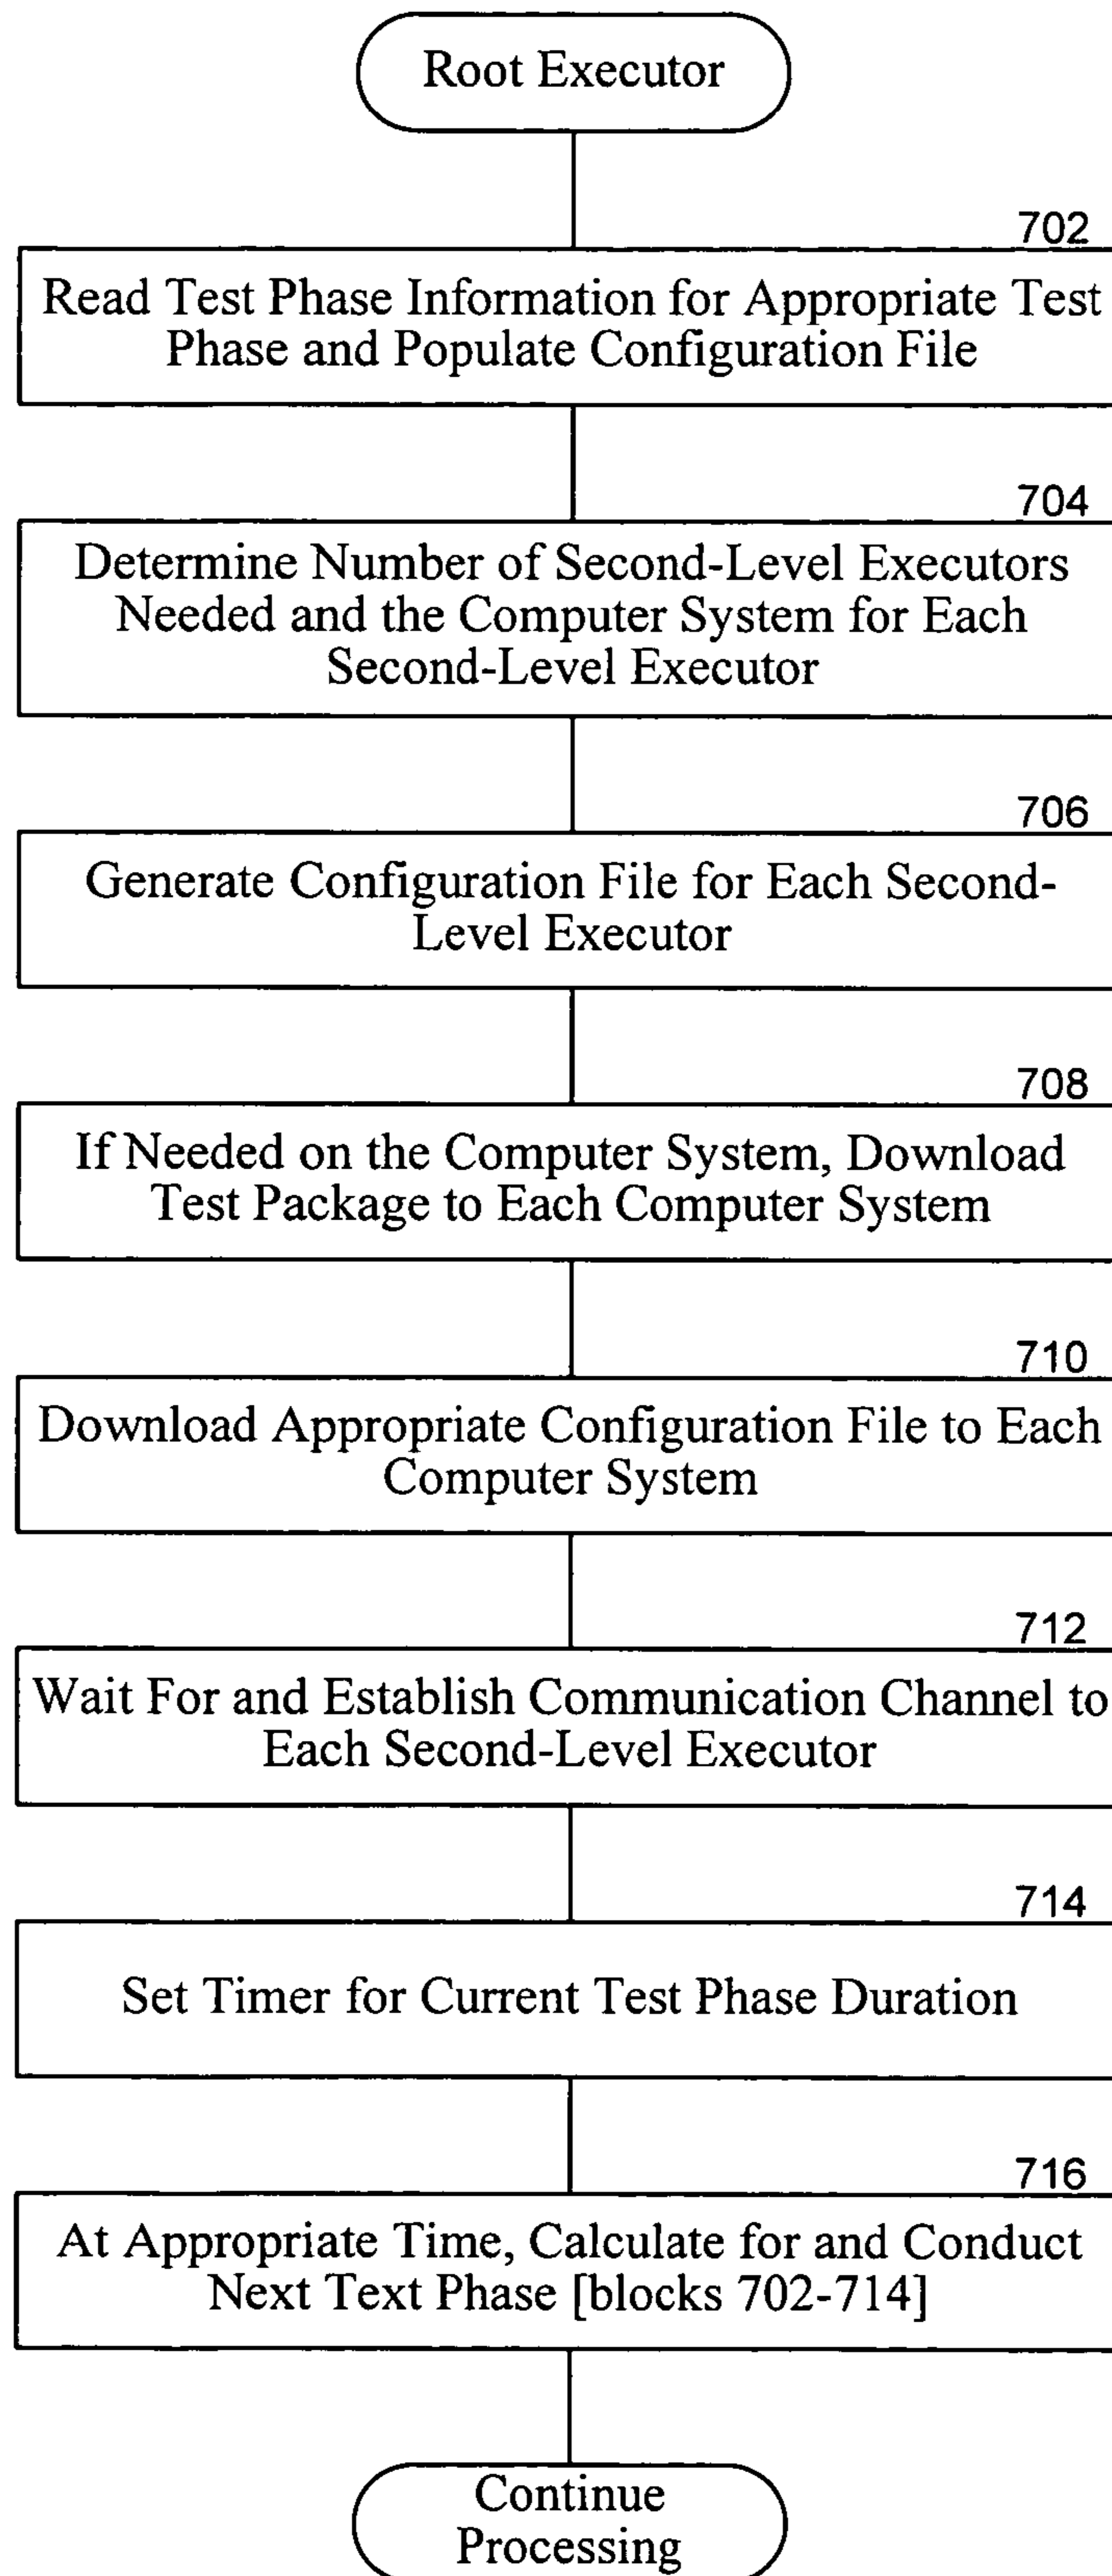 Root Executor
702
Read Test Phase Information for Appropriate Test
Phase and Populate Configuration File
704
Determine Number of Second-Level Executors
Needed and the Computer System for Each
Second-Level Executor
706
Generate Configuration File for Each Second-
Level Executor
708
If Needed on the Computer System, Download
Test Package to Each Computer System
710
Download Appropriate Configuration File to Each
Computer System
712
Wait For and Establish Communication Channel to
Each Second-Level Executor
714
Set Timer for Current Test Phase Duration
716
At Appropriate Time, Calculate for and Conduct
Next Text Phase [blocks 702-714]
Continue
Processing